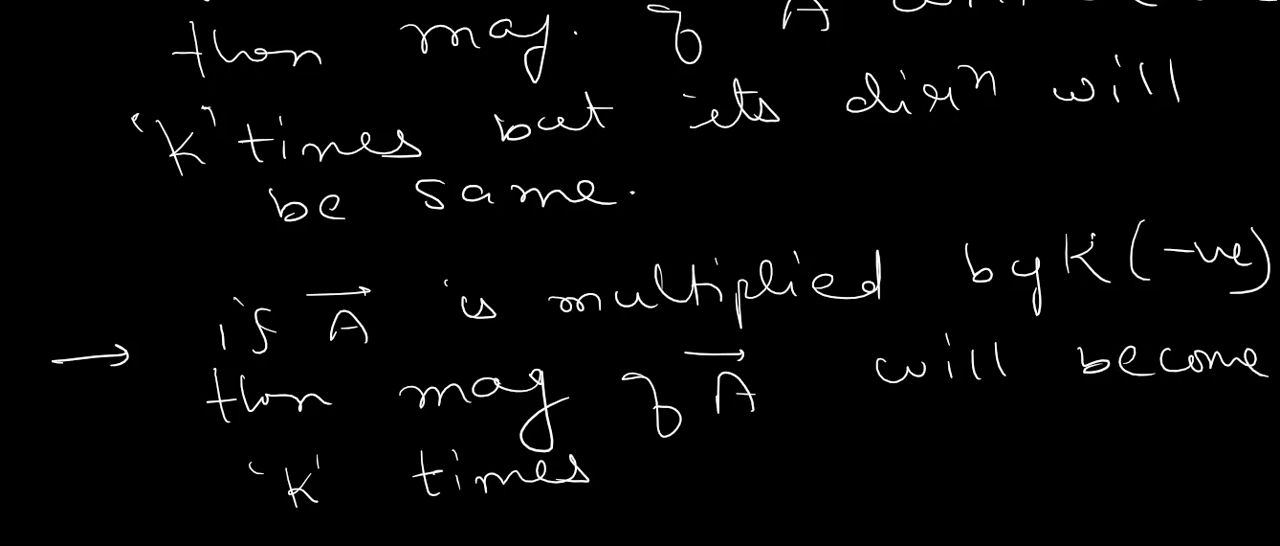 then mag. of A
'K' times but its dirn will
be same.
→ if A⃗ is multiplied by K (-ve)
then mag of A⃗ will become
'K' times